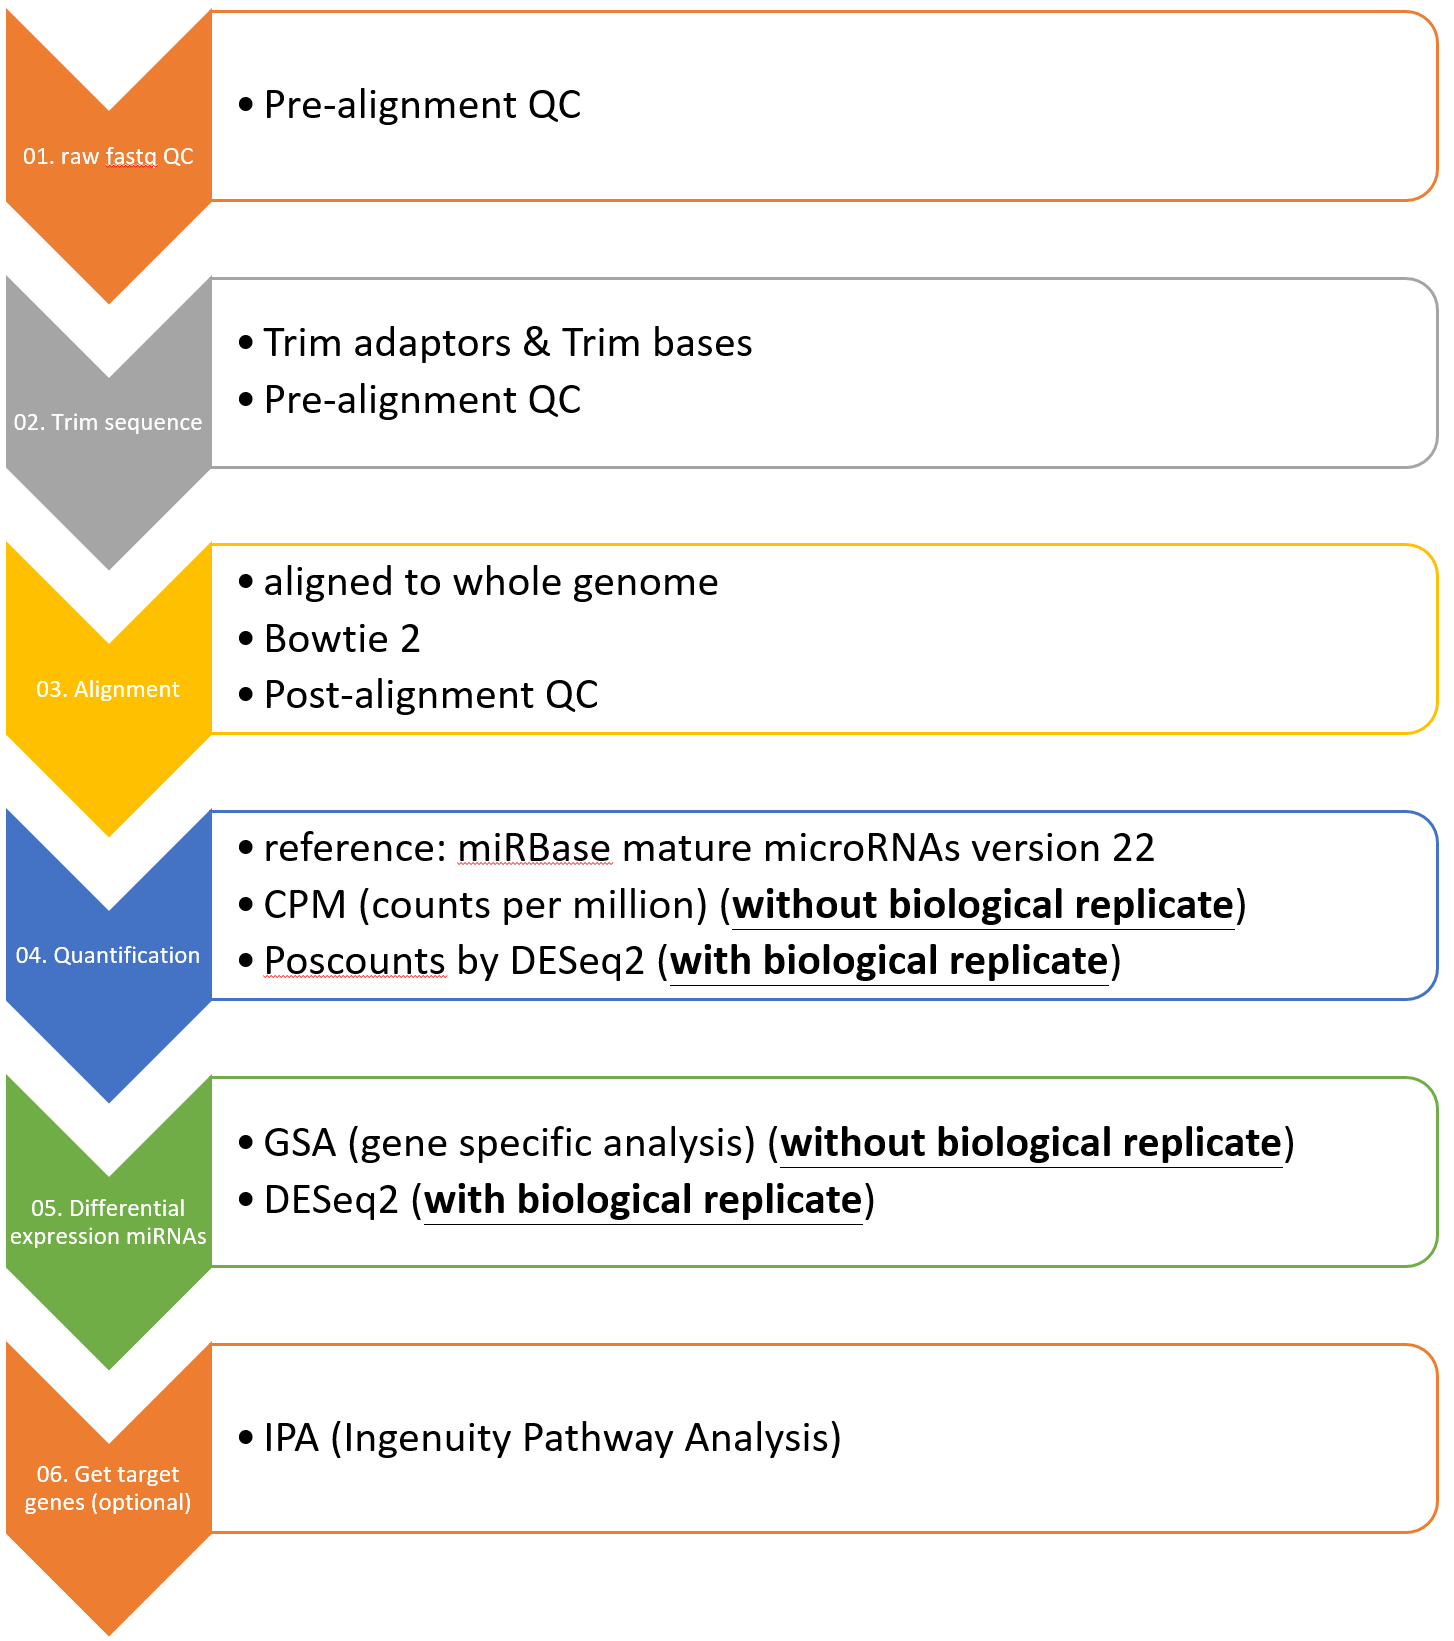 01. raw fastq QC
• Pre-alignment QC
02. Trim sequence
• Trim adaptors & Trim bases
• Pre-alignment QC
03. Alignment
• aligned to whole genome
• Bowtie 2
• Post-alignment QC
04. Quantification
• reference: miRBase mature microRNAs version 22
• CPM (counts per million) (without biological replicate)
• Poscounts by DESeq2 (with biological replicate)
05. Differential
expression miRNAs
• GSA (gene specific analysis) (without biological replicate)
• DESeq2 (with biological replicate)
06. Get target
genes (optional)
• IPA (Ingenuity Pathway Analysis)